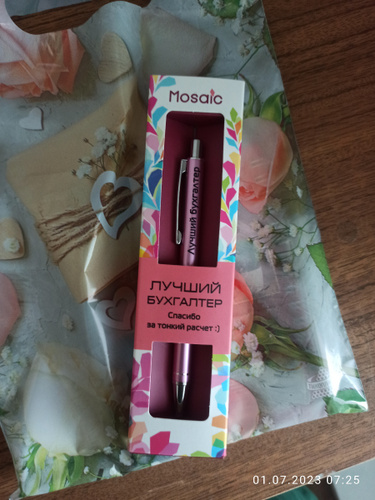 Mosaic
Лучший бухгалтер
ЛУЧШИЙ
БУХГАЛТЕР
Спасибо
за тонкий расчет :)
01.07.2023 07:25